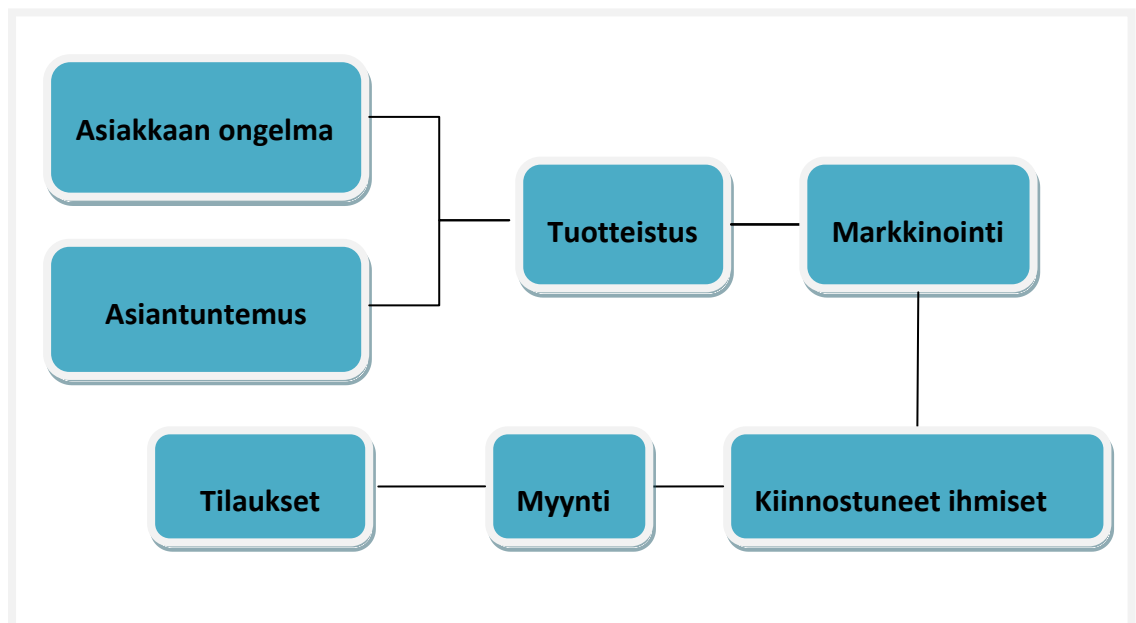 Asiakkaan ongelma
Asiantuntemus
Tuotteistus
Markkinointi
Kiinnostuneet ihmiset
Myynti
Tilaukset